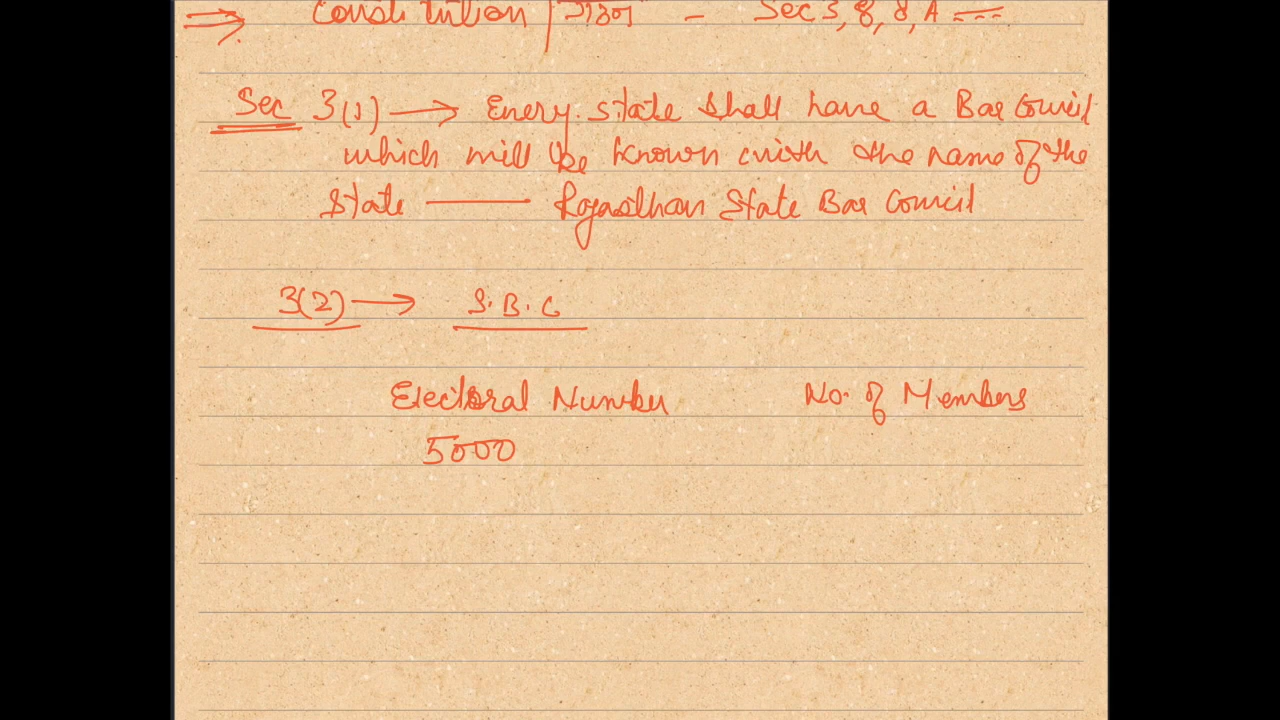 ⇒ Constitution / गठन - Sec 3, 8, 8, A ---
Sec 3(1) → Every state shall have a Bar Council
which will be known with the name of the
State —— Rajasthan State Bar Council
3(2) → S.B.C
Electoral Number No. of Members
5000